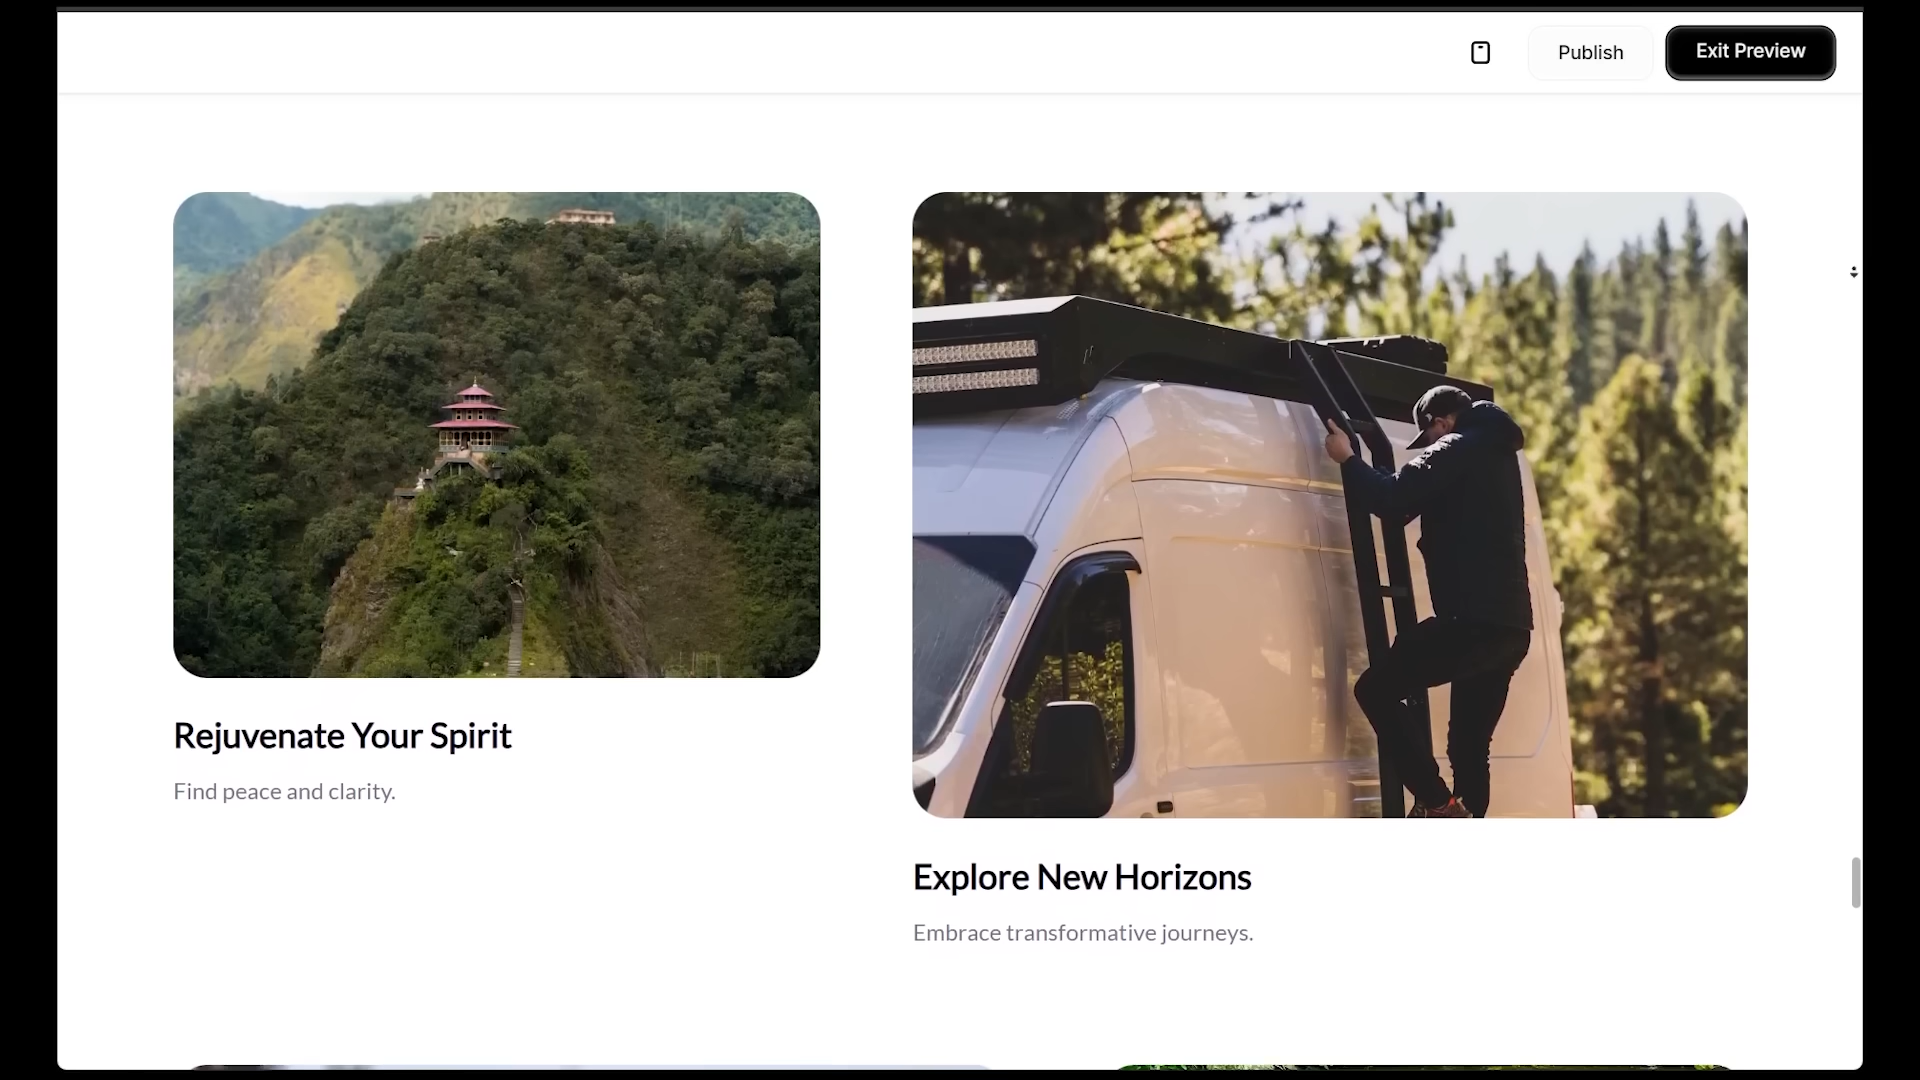 Publish
Exit Preview
Rejuvenate Your Spirit
Find peace and clarity.
Explore New Horizons
Embrace transformative journeys.